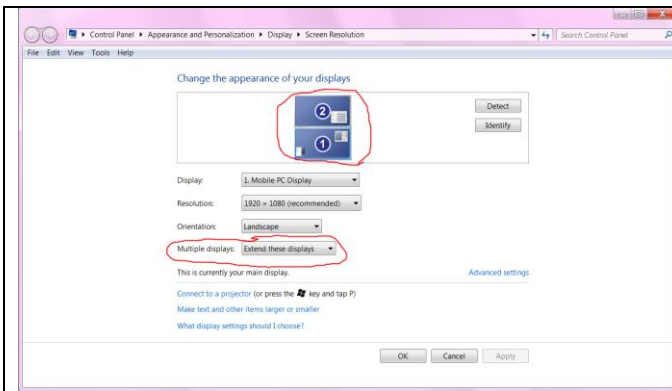 Control Panel ▸ Appearance and Personalization ▸ Display ▸ Screen Resolution
Search Control Panel
File Edit View Tools Help
Change the appearance of your displays
2
1
Detect
Identify
Display: 1. Mobile PC Display
Resolution: 1920 × 1080 (recommended)
Orientation: Landscape
Multiple displays: Extend these displays
This is currently your main display. Advanced settings
Connect to a projector (or press the key and tap P)
Make text and other items larger or smaller
What display settings should I choose?
OK Cancel Apply